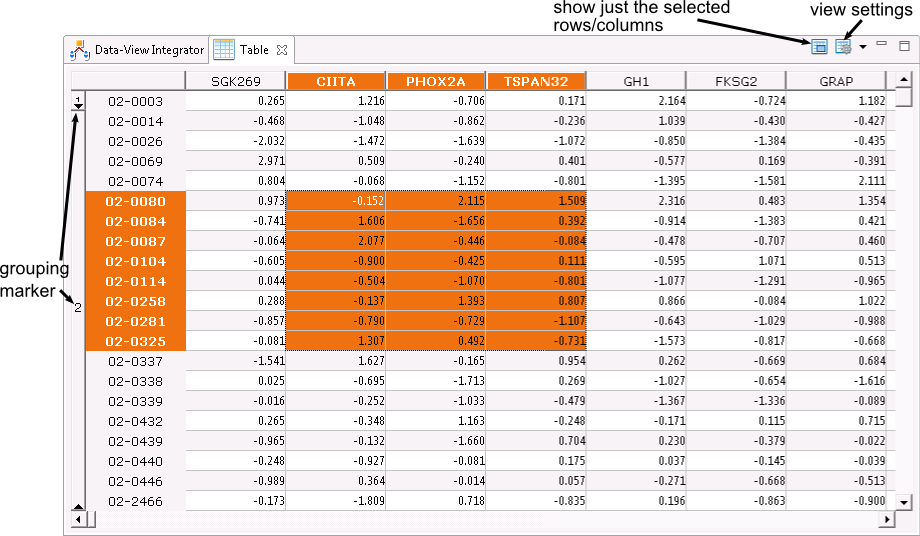 show just the selected
rows/columns
view settings
Data-View Integrator Table
SGK269 CIITA PHOX2A TSPAN32 GH1 FKSG2 GRAP
1 02-0003 0.265 1.216 -0.706 0.171 2.164 -0.724 1.182
02-0014 -0.468 -1.048 -0.862 -0.236 1.039 -0.430 -0.427
02-0026 -2.032 -1.472 -1.639 -1.072 -0.850 -1.384 -0.435
02-0069 2.971 0.509 -0.240 0.401 -0.577 0.169 -0.391
02-0074 0.804 -0.068 -1.152 -0.801 -1.395 -1.581 2.111
02-0080 0.973 -0.152 2.115 1.509 2.316 0.483 1.354
02-0084 -0.741 1.606 -1.656 0.392 -0.914 -1.383 0.421
02-0087 -0.064 2.077 -0.446 -0.084 -0.478 -0.707 0.460
02-0104 -0.605 -0.900 -0.425 0.111 -0.595 1.071 0.513
grouping
marker
02-0114 0.044 -0.504 -1.070 -0.801 -1.077 -1.291 -0.965
2 02-0258 0.288 -0.137 1.393 0.807 0.866 -0.084 1.022
02-0281 -0.857 -0.790 -0.729 -1.107 -0.643 -1.029 -0.988
02-0325 -0.081 1.307 0.492 -0.731 -1.573 -0.817 -0.668
02-0337 -1.541 1.627 -0.165 0.954 0.262 -0.669 0.684
02-0338 0.025 -0.695 -1.713 0.269 -1.027 -0.654 -1.616
02-0339 -0.016 -0.252 -1.033 -0.479 -1.367 -1.336 -0.089
02-0432 0.265 -0.348 1.163 -0.248 -0.171 0.115 0.715
02-0439 -0.965 -0.132 -1.660 0.704 0.230 -0.379 -0.022
02-0440 -0.248 -0.927 -0.081 0.175 0.037 -0.145 -0.039
02-0446 -0.989 0.364 -0.014 0.057 -0.271 -0.668 -0.513
02-2466 -0.173 -1.809 0.718 -0.835 0.196 -0.863 -0.900